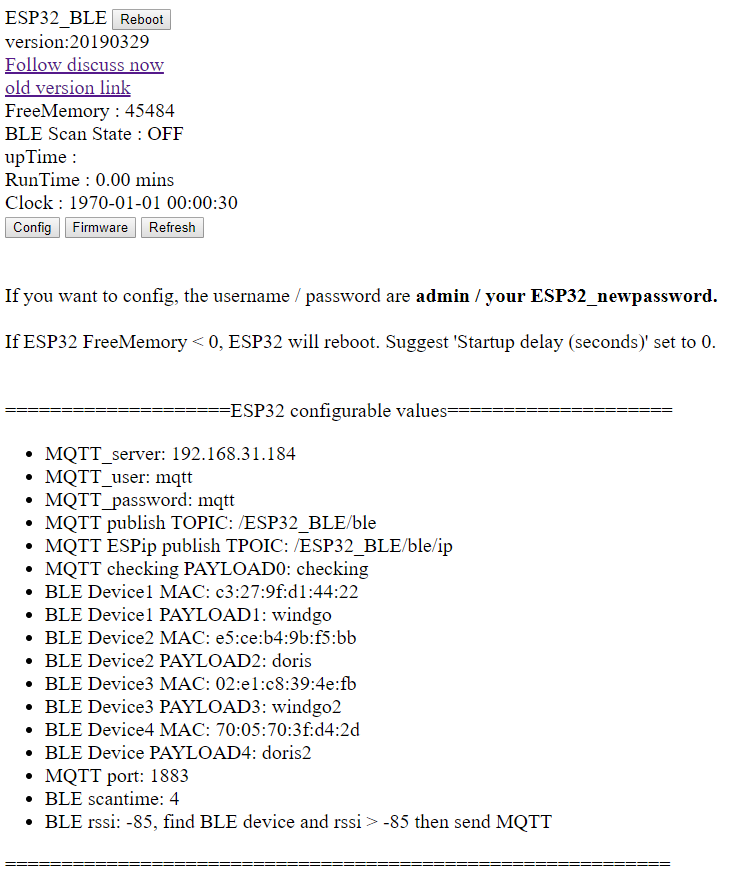 ESP32_BLE Reboot
version:20190329
Follow discuss now
old version link
FreeMemory : 45484
BLE Scan State : OFF
upTime :
RunTime : 0.00 mins
Clock : 1970-01-01 00:00:30
Config Firmware Refresh
If you want to config, the username / password are admin / your ESP32_newpassword.
If ESP32 FreeMemory < 0, ESP32 will reboot. Suggest 'Startup delay (seconds)' set to 0.
====================ESP32 configurable values====================
• MQTT_server: 192.168.31.184
• MQTT_user: mqtt
• MQTT_password: mqtt
• MQTT publish TOPIC: /ESP32_BLE/ble
• MQTT ESPip publish TPOIC: /ESP32_BLE/ble/ip
• MQTT checking PAYLOAD0: checking
• BLE Device1 MAC: c3:27:9f:d1:44:22
• BLE Device1 PAYLOAD1: windgo
• BLE Device2 MAC: e5:ce:b4:9b:f5:bb
• BLE Device2 PAYLOAD2: doris
• BLE Device3 MAC: 02:e1:c8:39:4e:fb
• BLE Device3 PAYLOAD3: windgo2
• BLE Device4 MAC: 70:05:70:3f:d4:2d
• BLE Device PAYLOAD4: doris2
• MQTT port: 1883
• BLE scantime: 4
• BLE rssi: -85, find BLE device and rssi > -85 then send MQTT
===========================================================